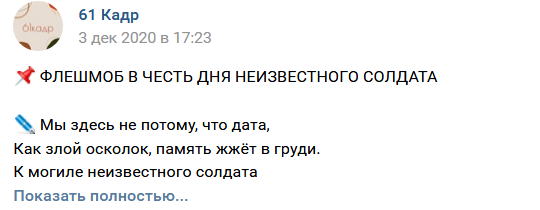 61 Кадр
3 дек 2020 в 17:23
61кадр
ФЛЕШМОБ В ЧЕСТЬ ДНЯ НЕИЗВЕСТНОГО СОЛДАТА
Мы здесь не потому, что дата,
Как злой осколок, память жжёт в груди.
К могиле неизвестного солдата
Показать полностью...